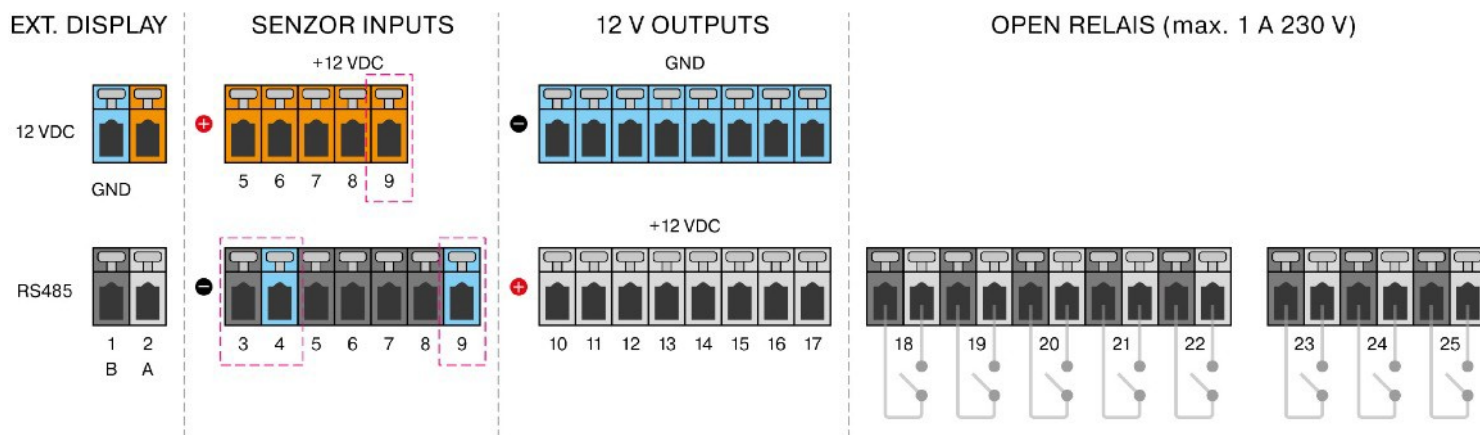 EXT. DISPLAY
SENZOR INPUTS
12 V OUTPUTS
OPEN RELAIS (max. 1 A 230 V)
+12 VDC
GND
12 VDC
+
−
5 6 7 8 9
GND
+12 VDC
RS485
−
+
1 2
3 4 5 6 7 8 9
10 11 12 13 14 15 16 17
18 19 20 21 22
23 24 25
B A